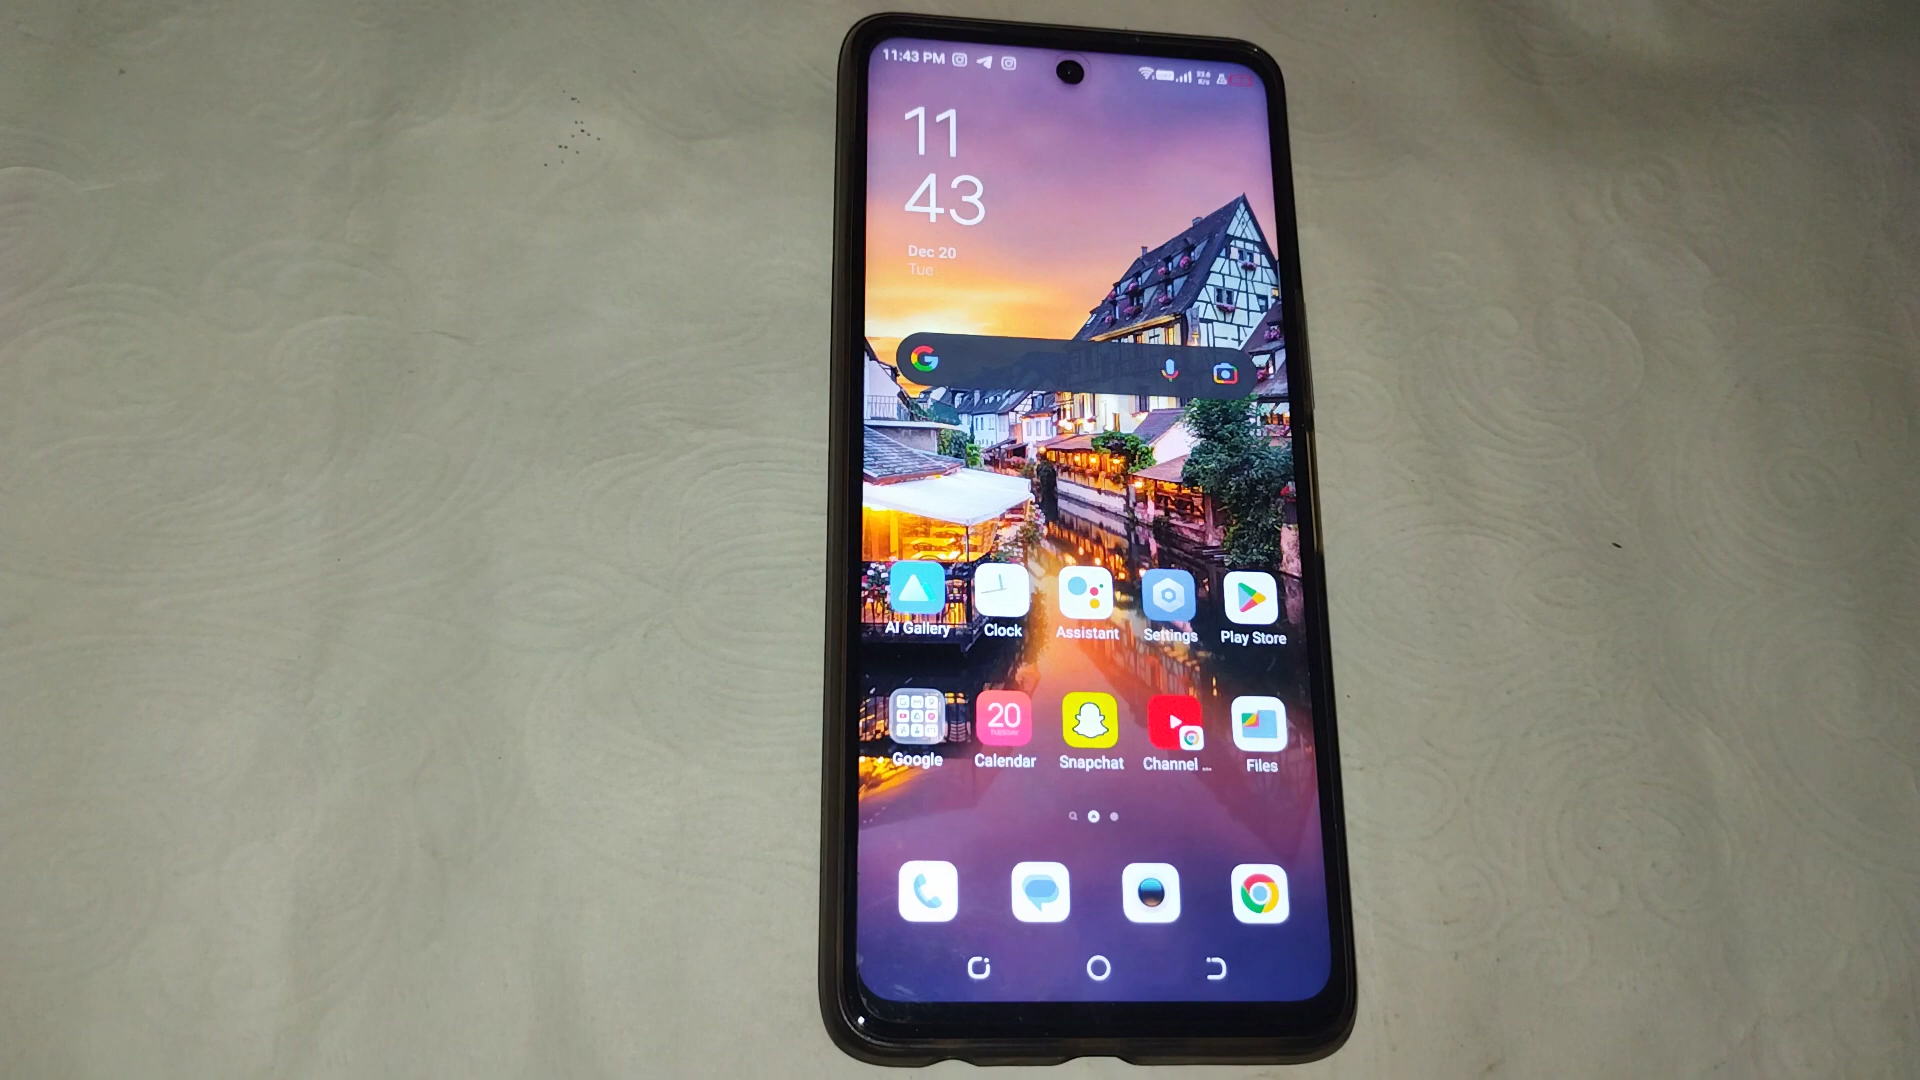 11:43 PM
11
43
Dec 20
Tue
AI Gallery
Clock
Assistant
Settings
Play Store
20
TUESDAY
Google
Calendar
Snapchat
Channel ...
Files